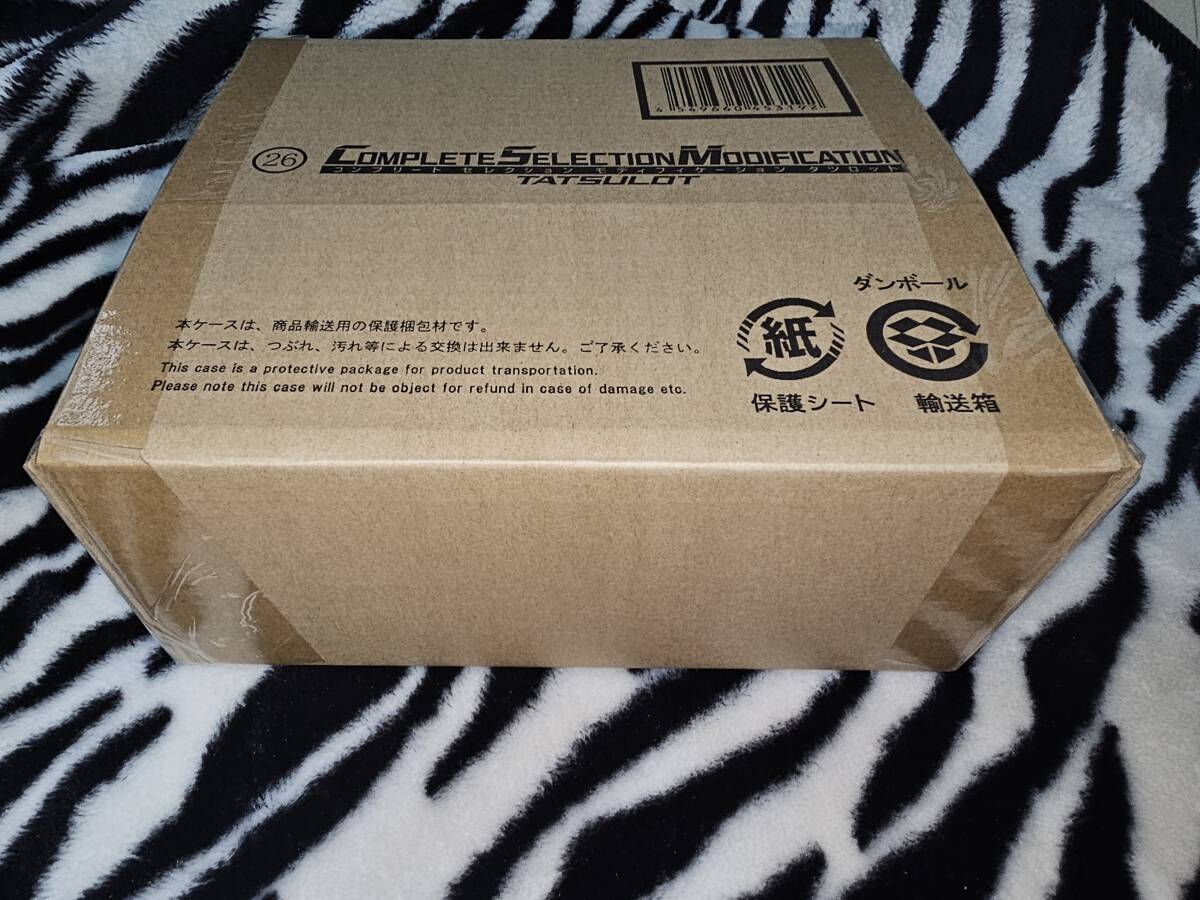 4549660453192
26 COMPLETE SELECTION MODIFICATION
コンプリート セレクション モディフィケーション タツロット
TATSULOT
ダンボール
紙
保護シート 輸送箱
本ケースは、商品輸送用の保護梱包材です。
本ケースは、つぶれ、汚れ等による交換は出来ません。ご了承ください。
This case is a protective package for product transportation.
Please note this case will not be object for refund in case of damage etc.